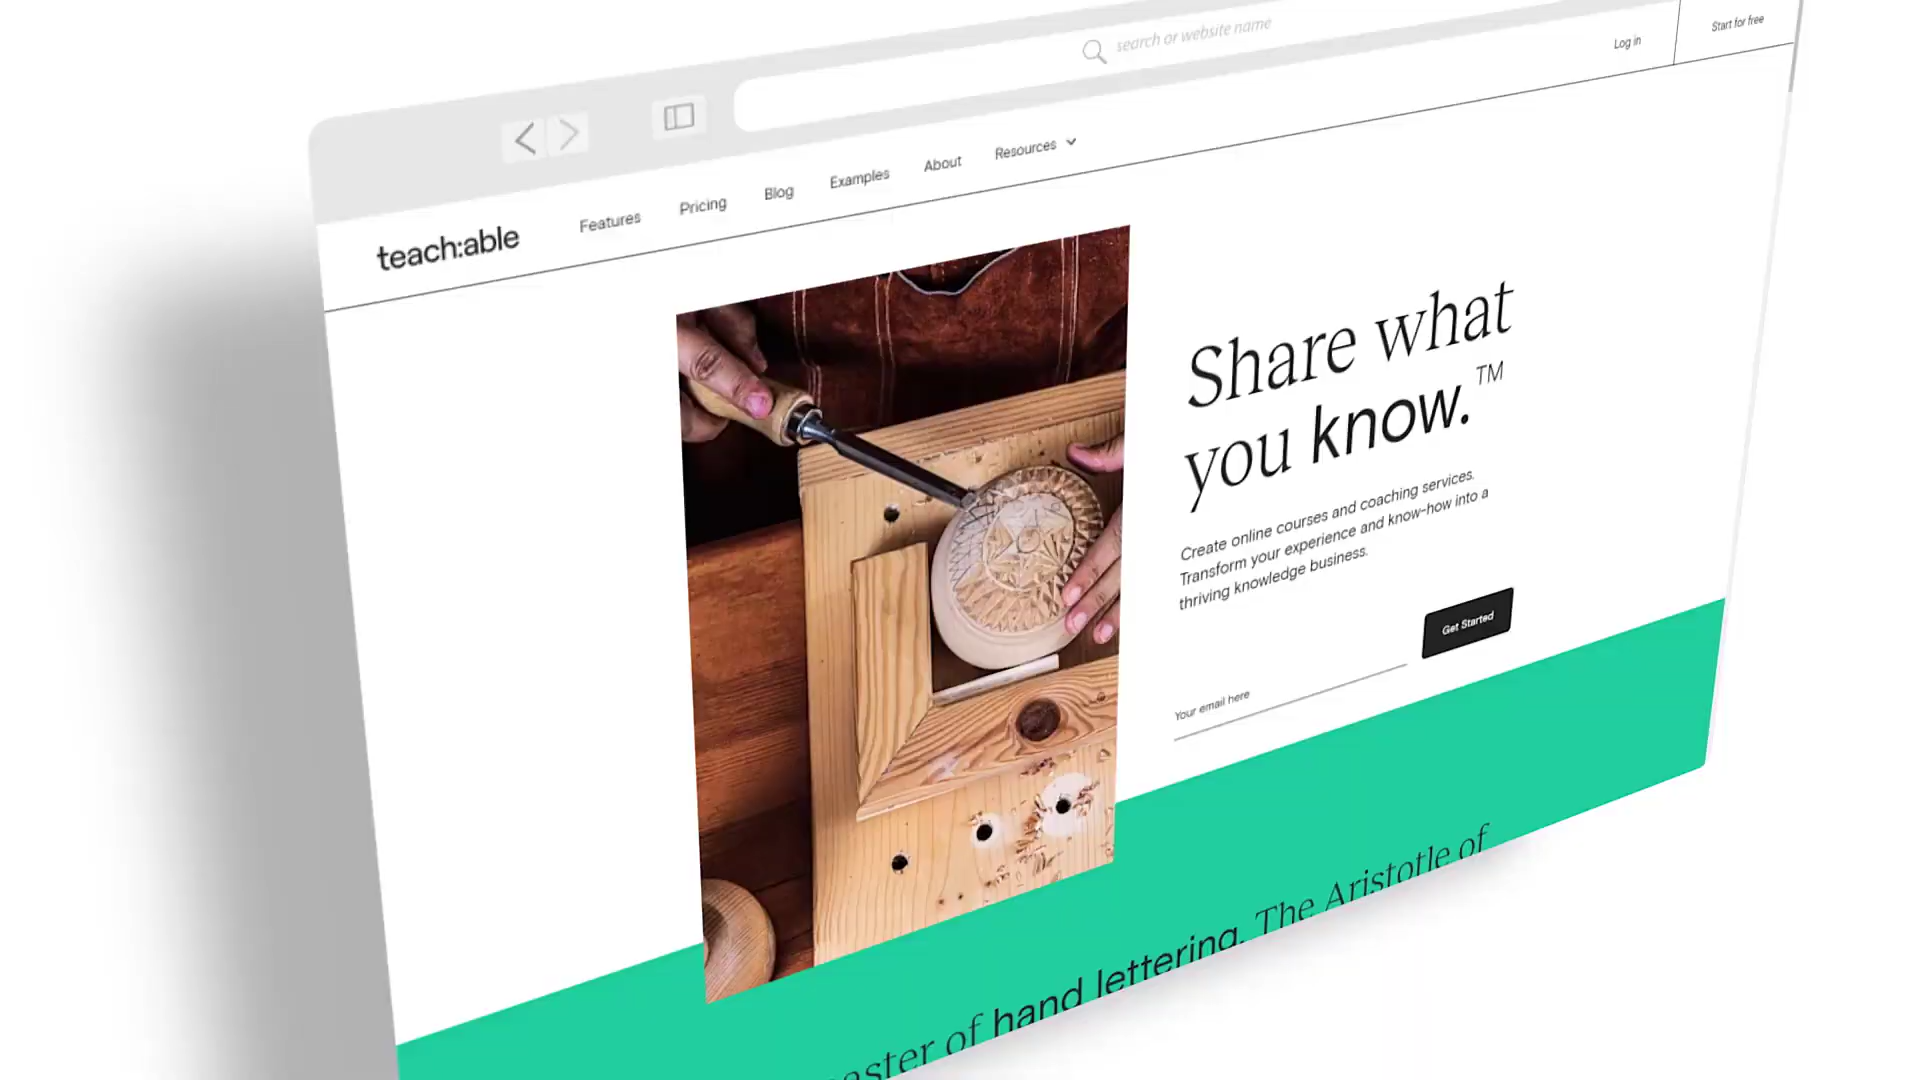 search or website name
Log in
Start for free
teach:able
Features
Pricing
Blog
Examples
About
Resources
Share what
you know.™
Create online courses and coaching services.
Transform your experience and know-how into a
thriving knowledge business.
Get Started
Your email here
of hand lettering. The Aristotle of